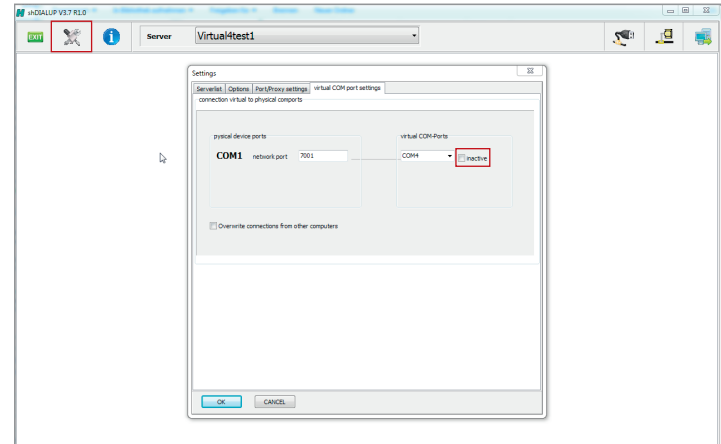 shDIALUP V3.7 R1.0
EXIT
Server
Virtual4test1
Settings
Serverlist Options Port/Proxy settings virtual COM port settings
connection virtual to physical comports
pysical device ports
virtual COM-Ports
COM1 network port 7001
COM4 inactive
Overwrite connections from other computers
OK CANCEL